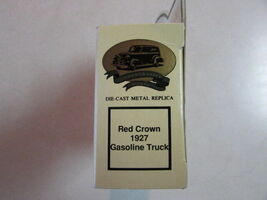 DIE-CAST METAL REPLICA
Red Crown
1927
Gasoline Truck